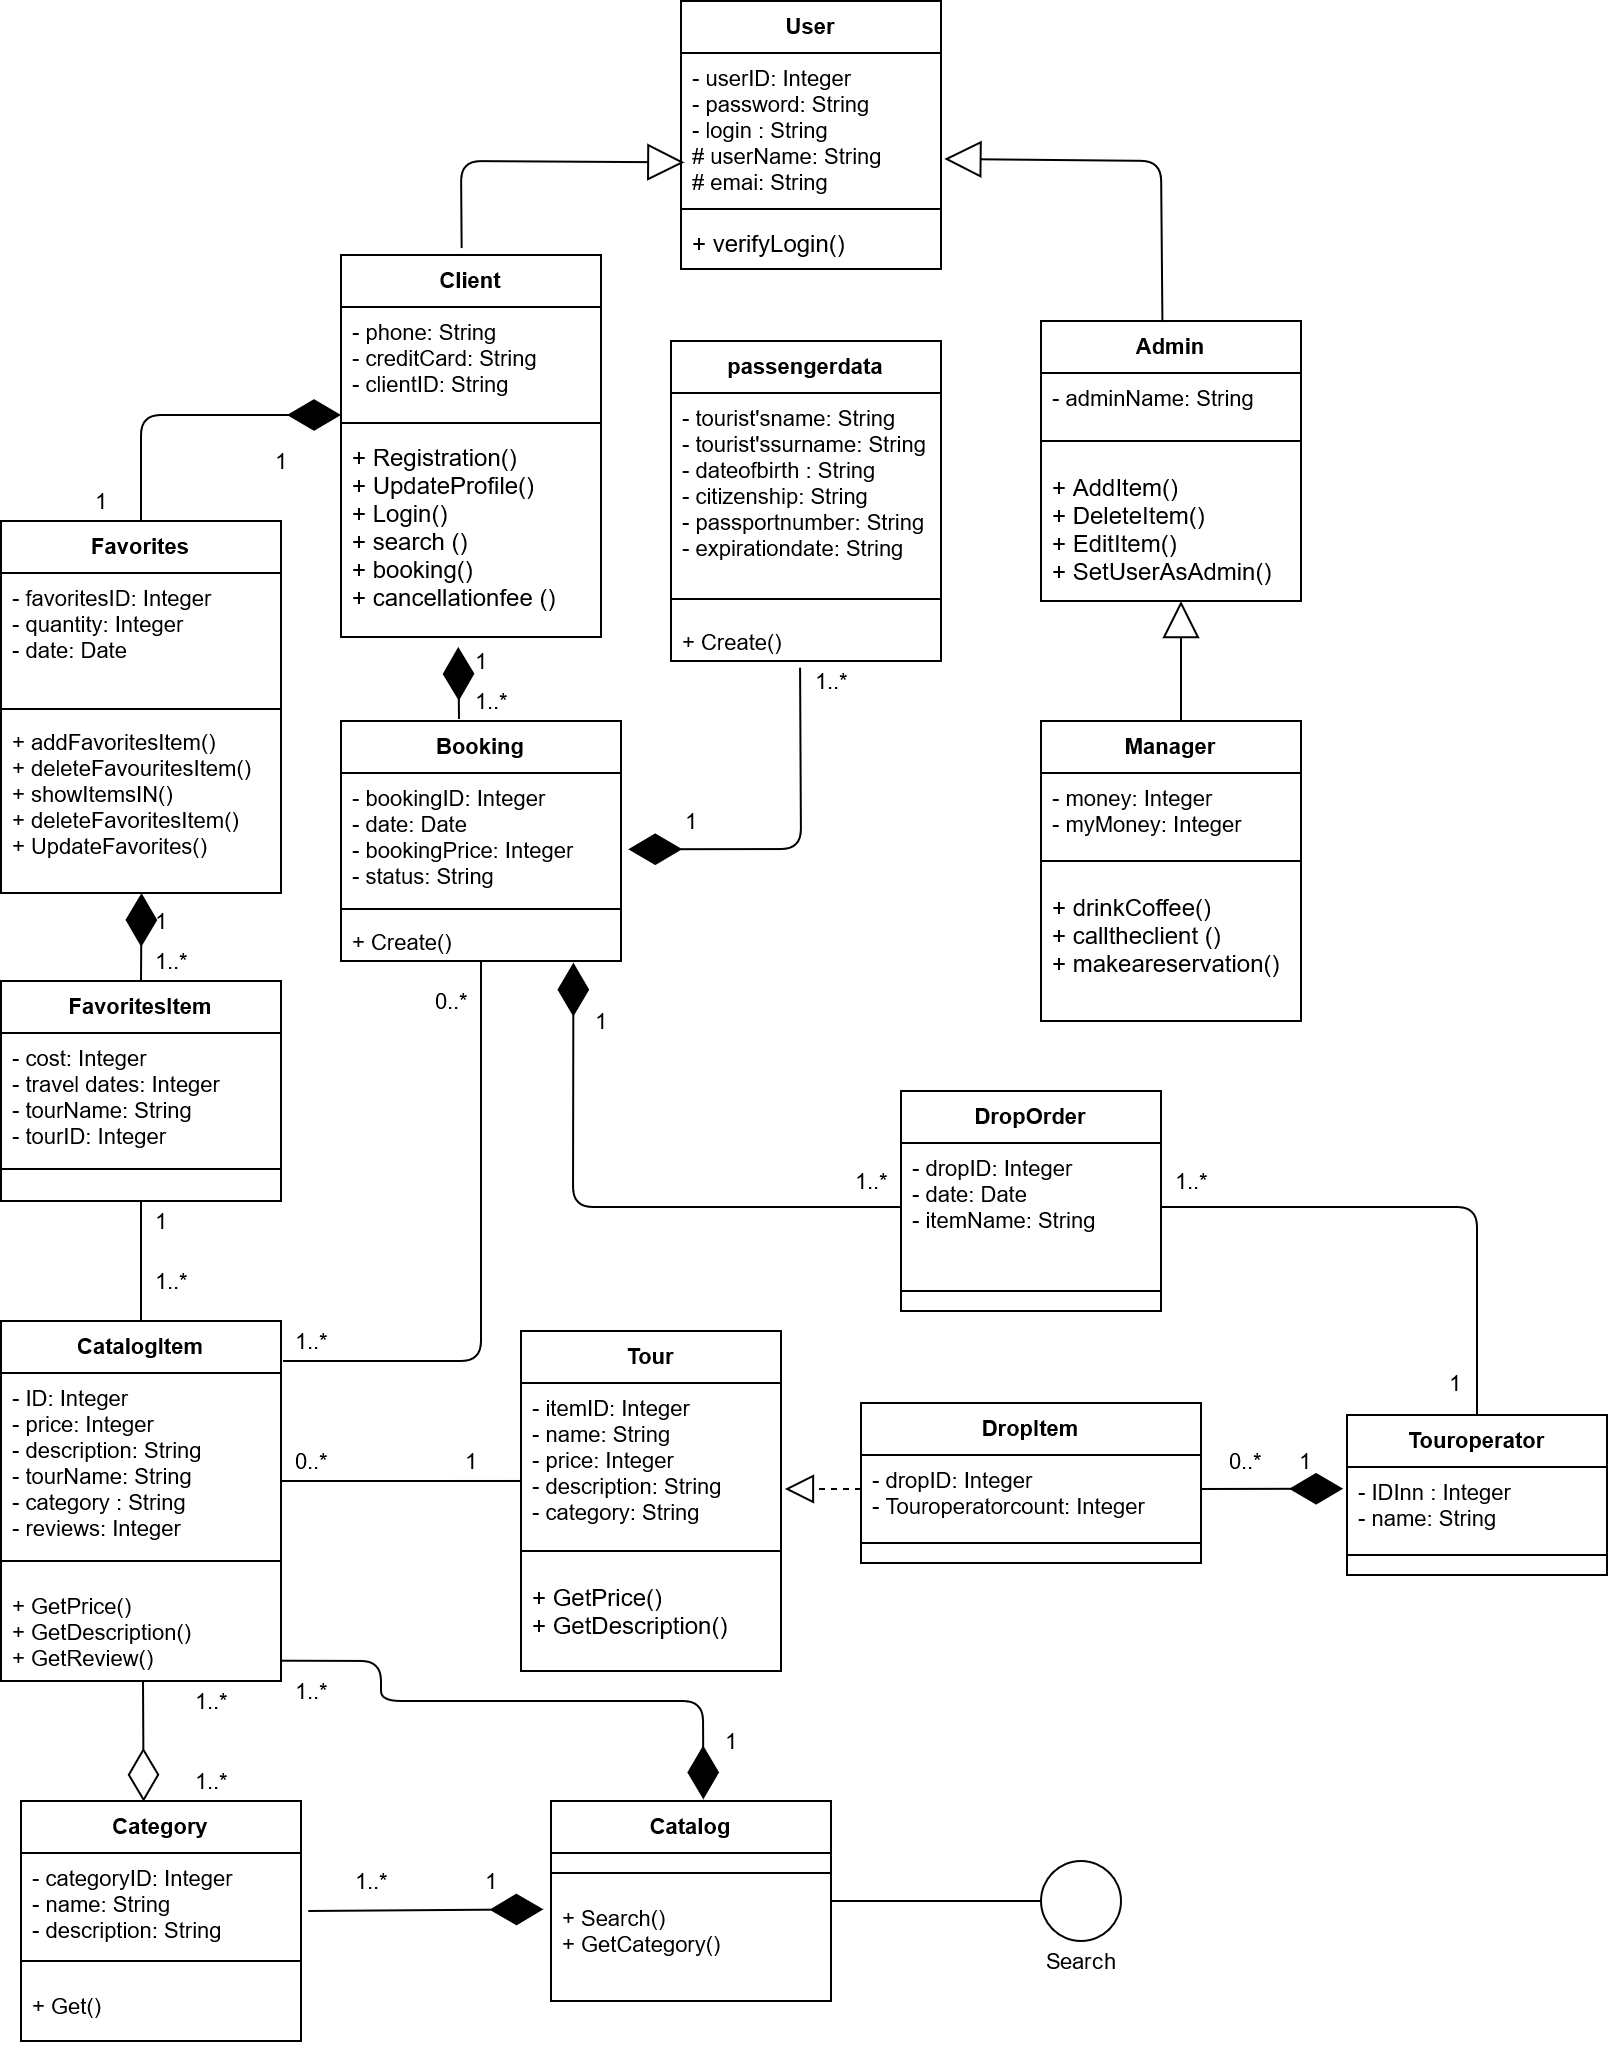 User
- userID: Integer
- password: String
- login : String
# userName: String
# emai: String
+ verifyLogin()
Client
- phone: String
- creditCard: String
- clientID: String
+ Registration()
+ UpdateProfile()
+ Login()
+ search ()
+ booking()
+ cancellationfee ()
passengerdata
- tourist'sname: String
- tourist'ssurname: String
- dateofbirth : String
- citizenship: String
- passportnumber: String
- expirationdate: String
+ Create()
1..*
Admin
- adminName: String
+ AddItem()
+ DeleteItem()
+ EditItem()
+ SetUserAsAdmin()
1
1
Favorites
- favoritesID: Integer
- quantity: Integer
- date: Date
+ addFavoritesItem()
+ deleteFavouritesItem()
+ showItemsIN()
+ deleteFavoritesItem()
+ UpdateFavorites()
1
1..*
1
1..*
Booking
- bookingID: Integer
- date: Date
- bookingPrice: Integer
- status: String
+ Create()
1
0..*
1
Manager
- money: Integer
- myMoney: Integer
+ drinkCoffee()
+ calltheclient ()
+ makeareservation()
FavoritesItem
- cost: Integer
- travel dates: Integer
- tourName: String
- tourID: Integer
1
1..*
DropOrder
- dropID: Integer
- date: Date
- itemName: String
1..*
1..*
1
CatalogItem
- ID: Integer
- price: Integer
- description: String
- tourName: String
- category : String
- reviews: Integer
+ GetPrice()
+ GetDescription()
+ GetReview()
1..*
0..*
1
Tour
- itemID: Integer
- name: String
- price: Integer
- description: String
- category: String
+ GetPrice()
+ GetDescription()
DropItem
- dropID: Integer
- Touroperatorcount: Integer
0..*
1
Touroperator
- IDInn : Integer
- name: String
1..*
1..*
1
1..*
Category
- categoryID: Integer
- name: String
- description: String
+ Get()
1..*
1
Catalog
+ Search()
+ GetCategory()
Search